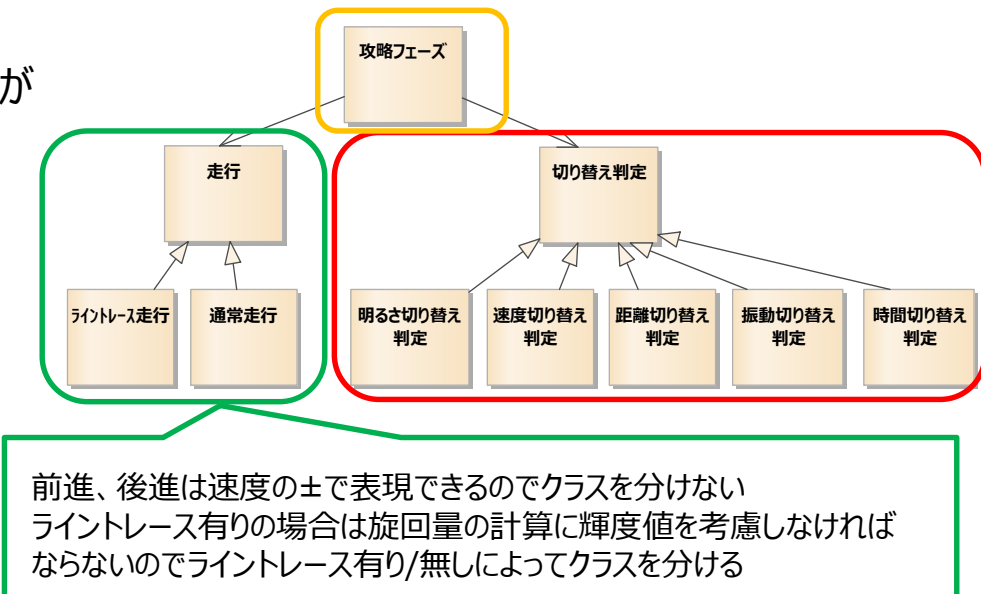 が
攻略フェーズ
走行
切り替え判定
ライントレース走行
通常走行
明るさ切り替え
判定
速度切り替え
判定
距離切り替え
判定
振動切り替え
判定
時間切り替え
判定
前進、後進は速度の±で表現できるのでクラスを分けない
ライントレース有りの場合は旋回量の計算に輝度値を考慮しなければ
ならないのでライントレース有り/無しによってクラスを分ける